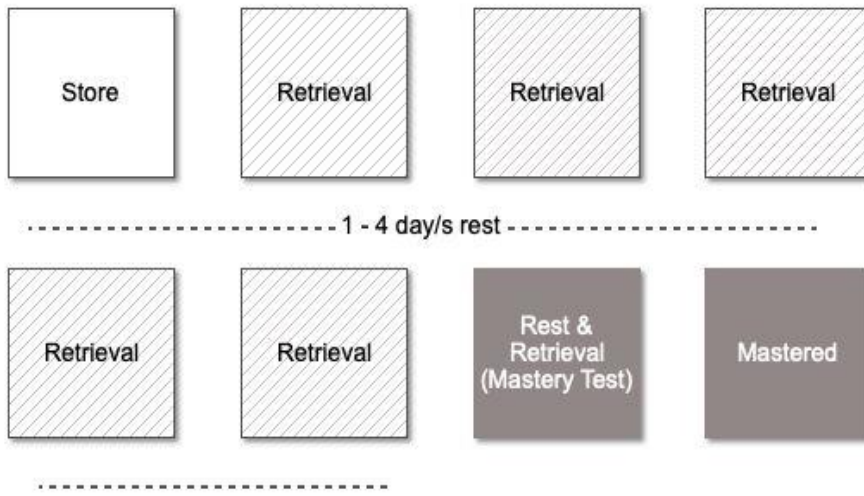 Store
Retrieval
Retrieval
Retrieval
1 - 4 day/s rest
Retrieval
Retrieval
Rest &
Retrieval
(Mastery Test)
Mastered